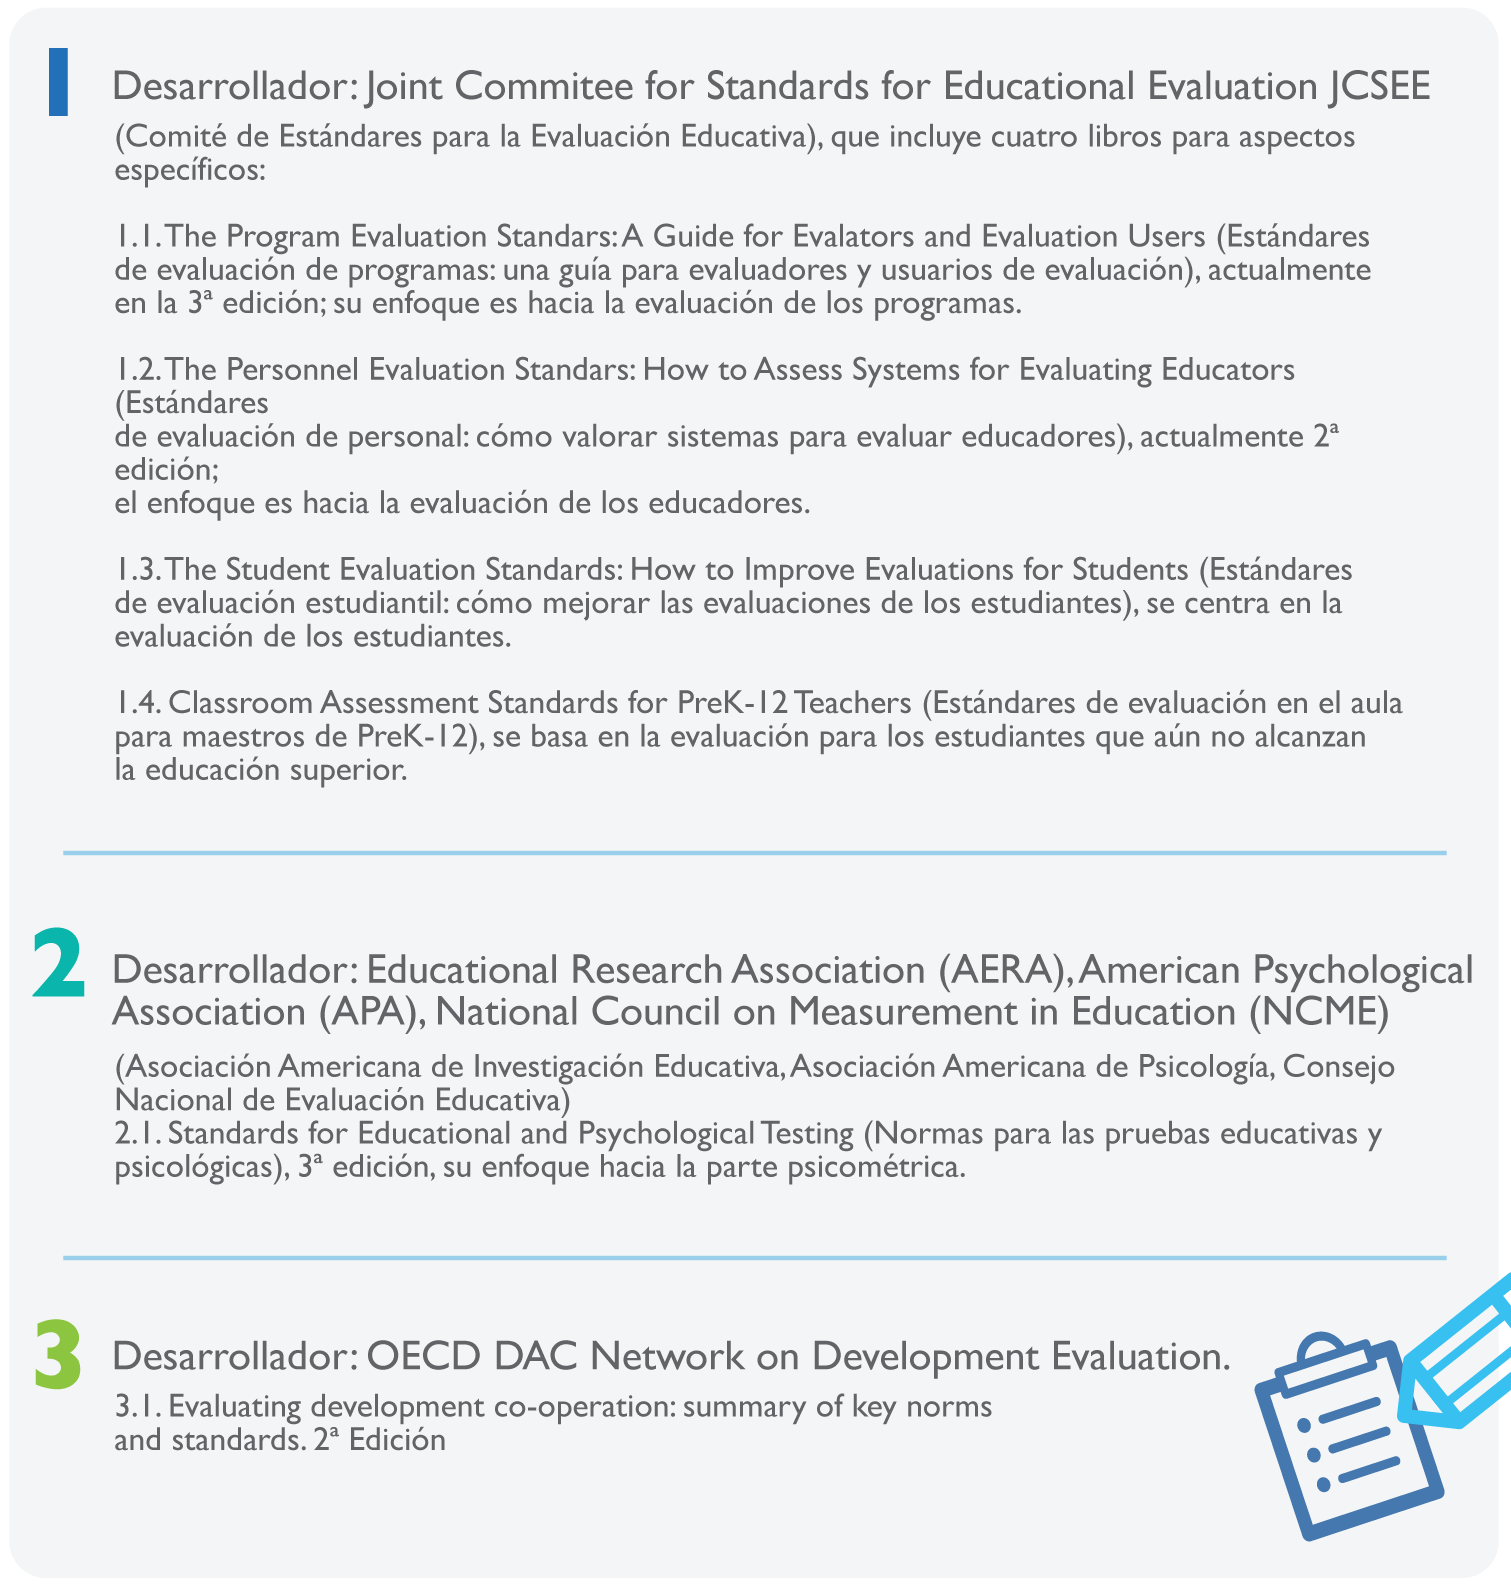 1 Desarrollador: Joint Commitee for Standards for Educational Evaluation JCSEE
(Comité de Estándares para la Evaluación Educativa), que incluye cuatro libros para aspectos
específicos:
1.1. The Program Evaluation Standars: A Guide for Evalators and Evaluation Users (Estándares
de evaluación de programas: una guía para evaluadores y usuarios de evaluación), actualmente
en la 3ª edición; su enfoque es hacia la evaluación de los programas.
1.2. The Personnel Evaluation Standars: How to Assess Systems for Evaluating Educators
(Estándares
de evaluación de personal: cómo valorar sistemas para evaluar educadores), actualmente 2ª
edición;
el enfoque es hacia la evaluación de los educadores.
1.3. The Student Evaluation Standards: How to Improve Evaluations for Students (Estándares
de evaluación estudiantil: cómo mejorar las evaluaciones de los estudiantes), se centra en la
evaluación de los estudiantes.
1.4. Classroom Assessment Standards for PreK-12 Teachers (Estándares de evaluación en el aula
para maestros de PreK-12), se basa en la evaluación para los estudiantes que aún no alcanzan
la educación superior.
2 Desarrollador: Educational Research Association (AERA), American Psychological
Association (APA), National Council on Measurement in Education (NCME)
(Asociación Americana de Investigación Educativa, Asociación Americana de Psicología, Consejo
Nacional de Evaluación Educativa)
2.1. Standards for Educational and Psychological Testing (Normas para las pruebas educativas y
psicológicas), 3ª edición, su enfoque hacia la parte psicométrica.
3 Desarrollador: OECD DAC Network on Development Evaluation.
3.1. Evaluating development co-operation: summary of key norms
and standards. 2ª Edición